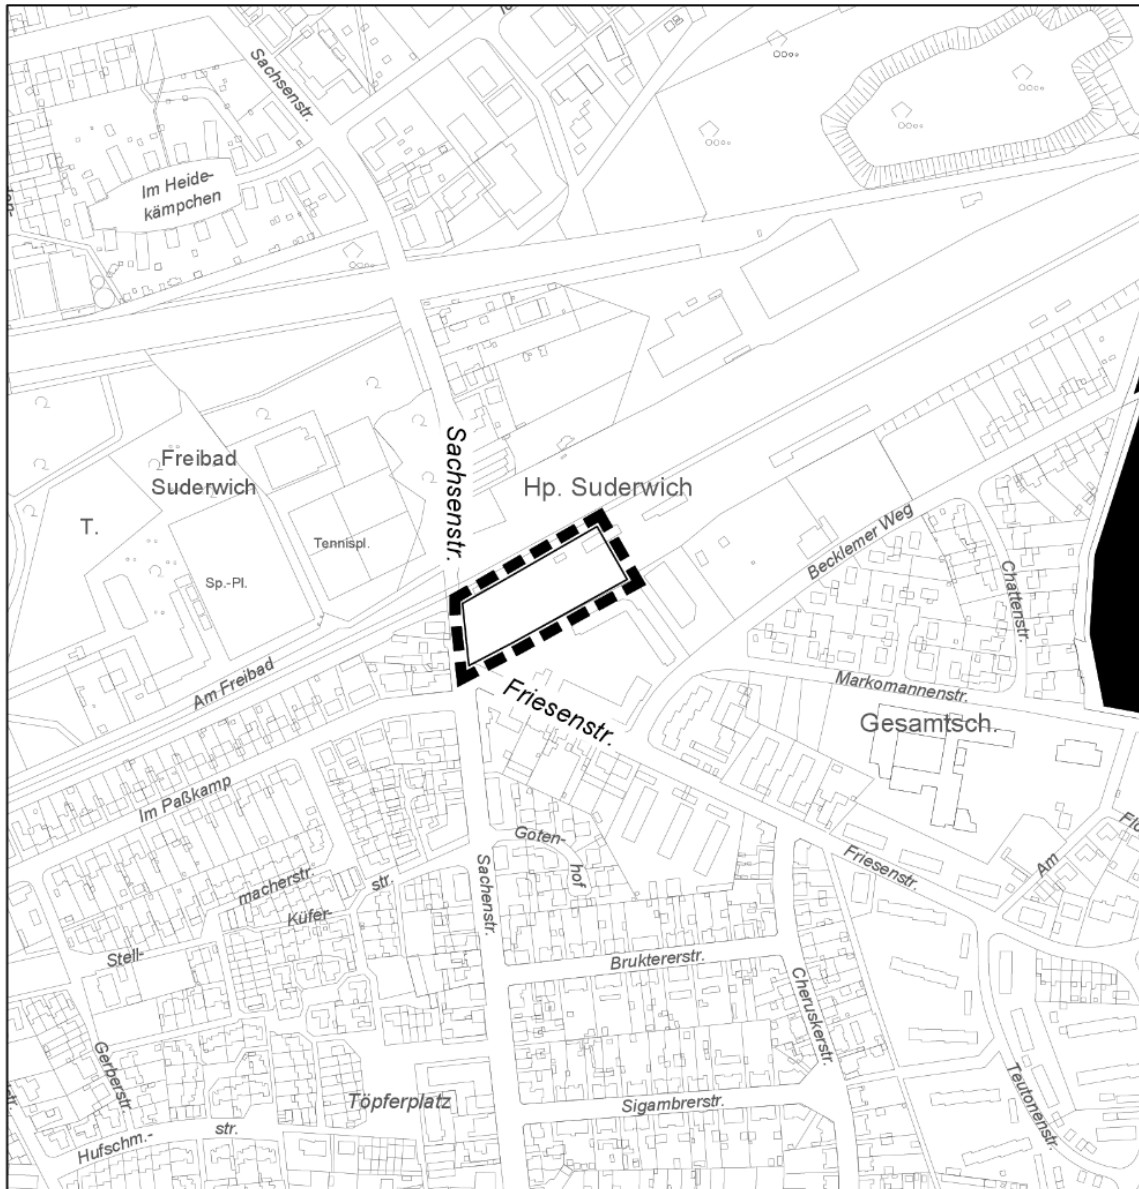 Sachsenstr.
Im Heide-
kämpchen
Freibad
Suderwich
T.
Sachsenstr.
Hp. Suderwich
Tennispl.
Sp.-Pl.
Becklemer Weg
Chattenstr.
Am Freibad
Markomannenstr.
Friesenstr.
Gesamtsch.
Im Paßkamp
Goten-
hof
Friesenstr.
Am
macherstr.
str.
Küfer-
Sachenstr.
Stell-
Bruktererstr.
Cheruskerstr.
Gerberstr.
Töpferplatz
Sigambrerstr.
Teutonenstr.
Hufschm.-
str.
str.